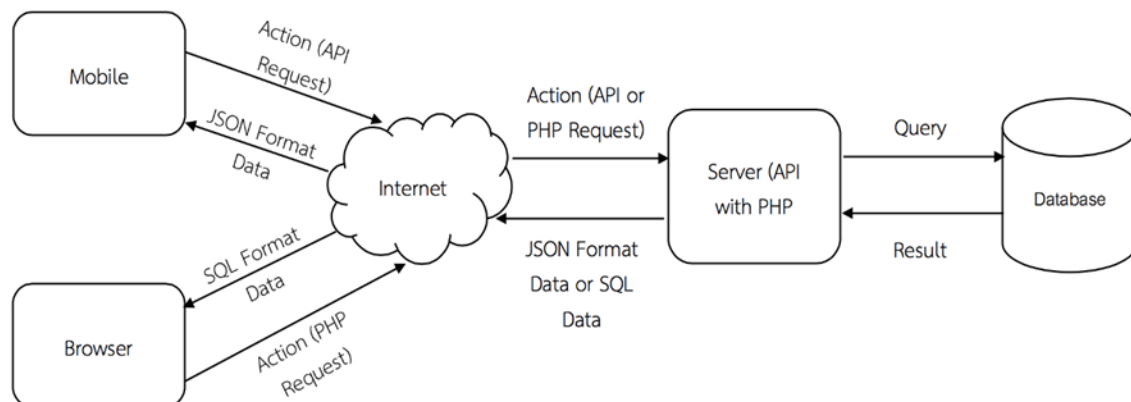 Mobile
Action (API
Request)
JSON Format
Data
Internet
SQL Format
Data
Browser
Action (PHP
Request)
Action (API or
PHP Request)
JSON Format
Data or SQL
Data
Server (API
with PHP
Query
Result
Database